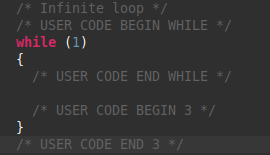 /* Infinite loop */
/* USER CODE BEGIN WHILE */
while (1)
{
/* USER CODE END WHILE */
/* USER CODE BEGIN 3 */
}
/* USER CODE END 3 */